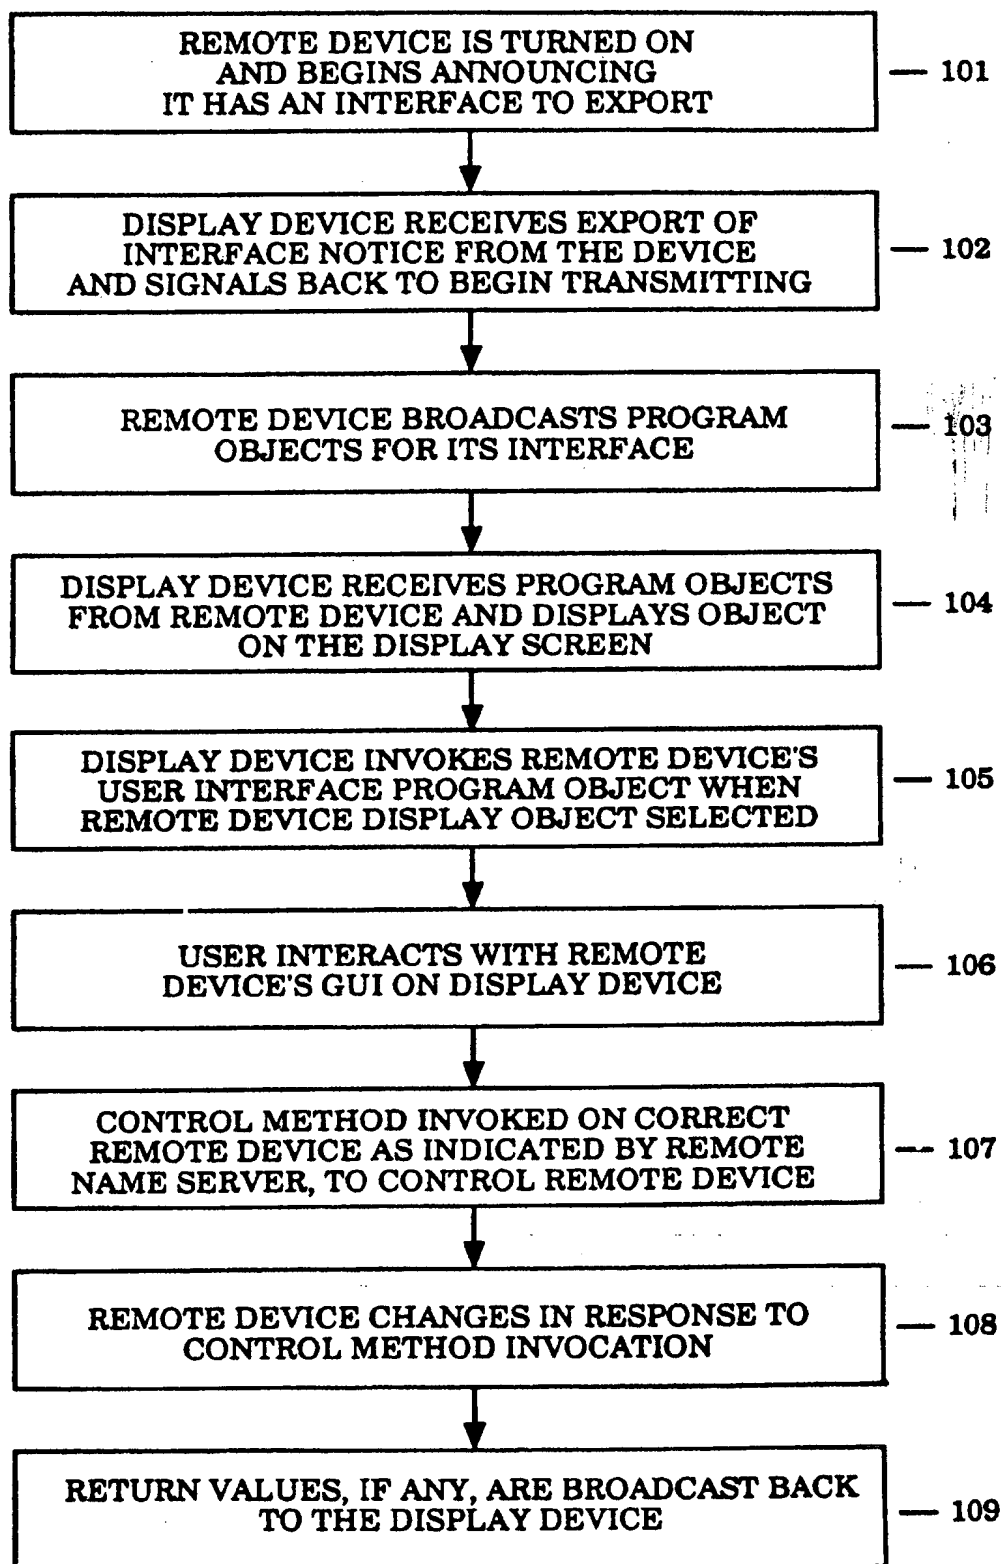 REMOTE DEVICE IS TURNED ON
AND BEGINS ANNOUNCING
IT HAS AN INTERFACE TO EXPORT
101
DISPLAY DEVICE RECEIVES EXPORT OF
INTERFACE NOTICE FROM THE DEVICE
AND SIGNALS BACK TO BEGIN TRANSMITTING
102
REMOTE DEVICE BROADCASTS PROGRAM
OBJECTS FOR ITS INTERFACE
103
DISPLAY DEVICE RECEIVES PROGRAM OBJECTS
FROM REMOTE DEVICE AND DISPLAYS OBJECT
ON THE DISPLAY SCREEN
104
DISPLAY DEVICE INVOKES REMOTE DEVICE'S
USER INTERFACE PROGRAM OBJECT WHEN
REMOTE DEVICE DISPLAY OBJECT SELECTED
105
USER INTERACTS WITH REMOTE
DEVICE'S GUI ON DISPLAY DEVICE
106
CONTROL METHOD INVOKED ON CORRECT
REMOTE DEVICE AS INDICATED BY REMOTE
NAME SERVER, TO CONTROL REMOTE DEVICE
107
REMOTE DEVICE CHANGES IN RESPONSE TO
CONTROL METHOD INVOCATION
108
RETURN VALUES, IF ANY, ARE BROADCAST BACK
TO THE DISPLAY DEVICE
109